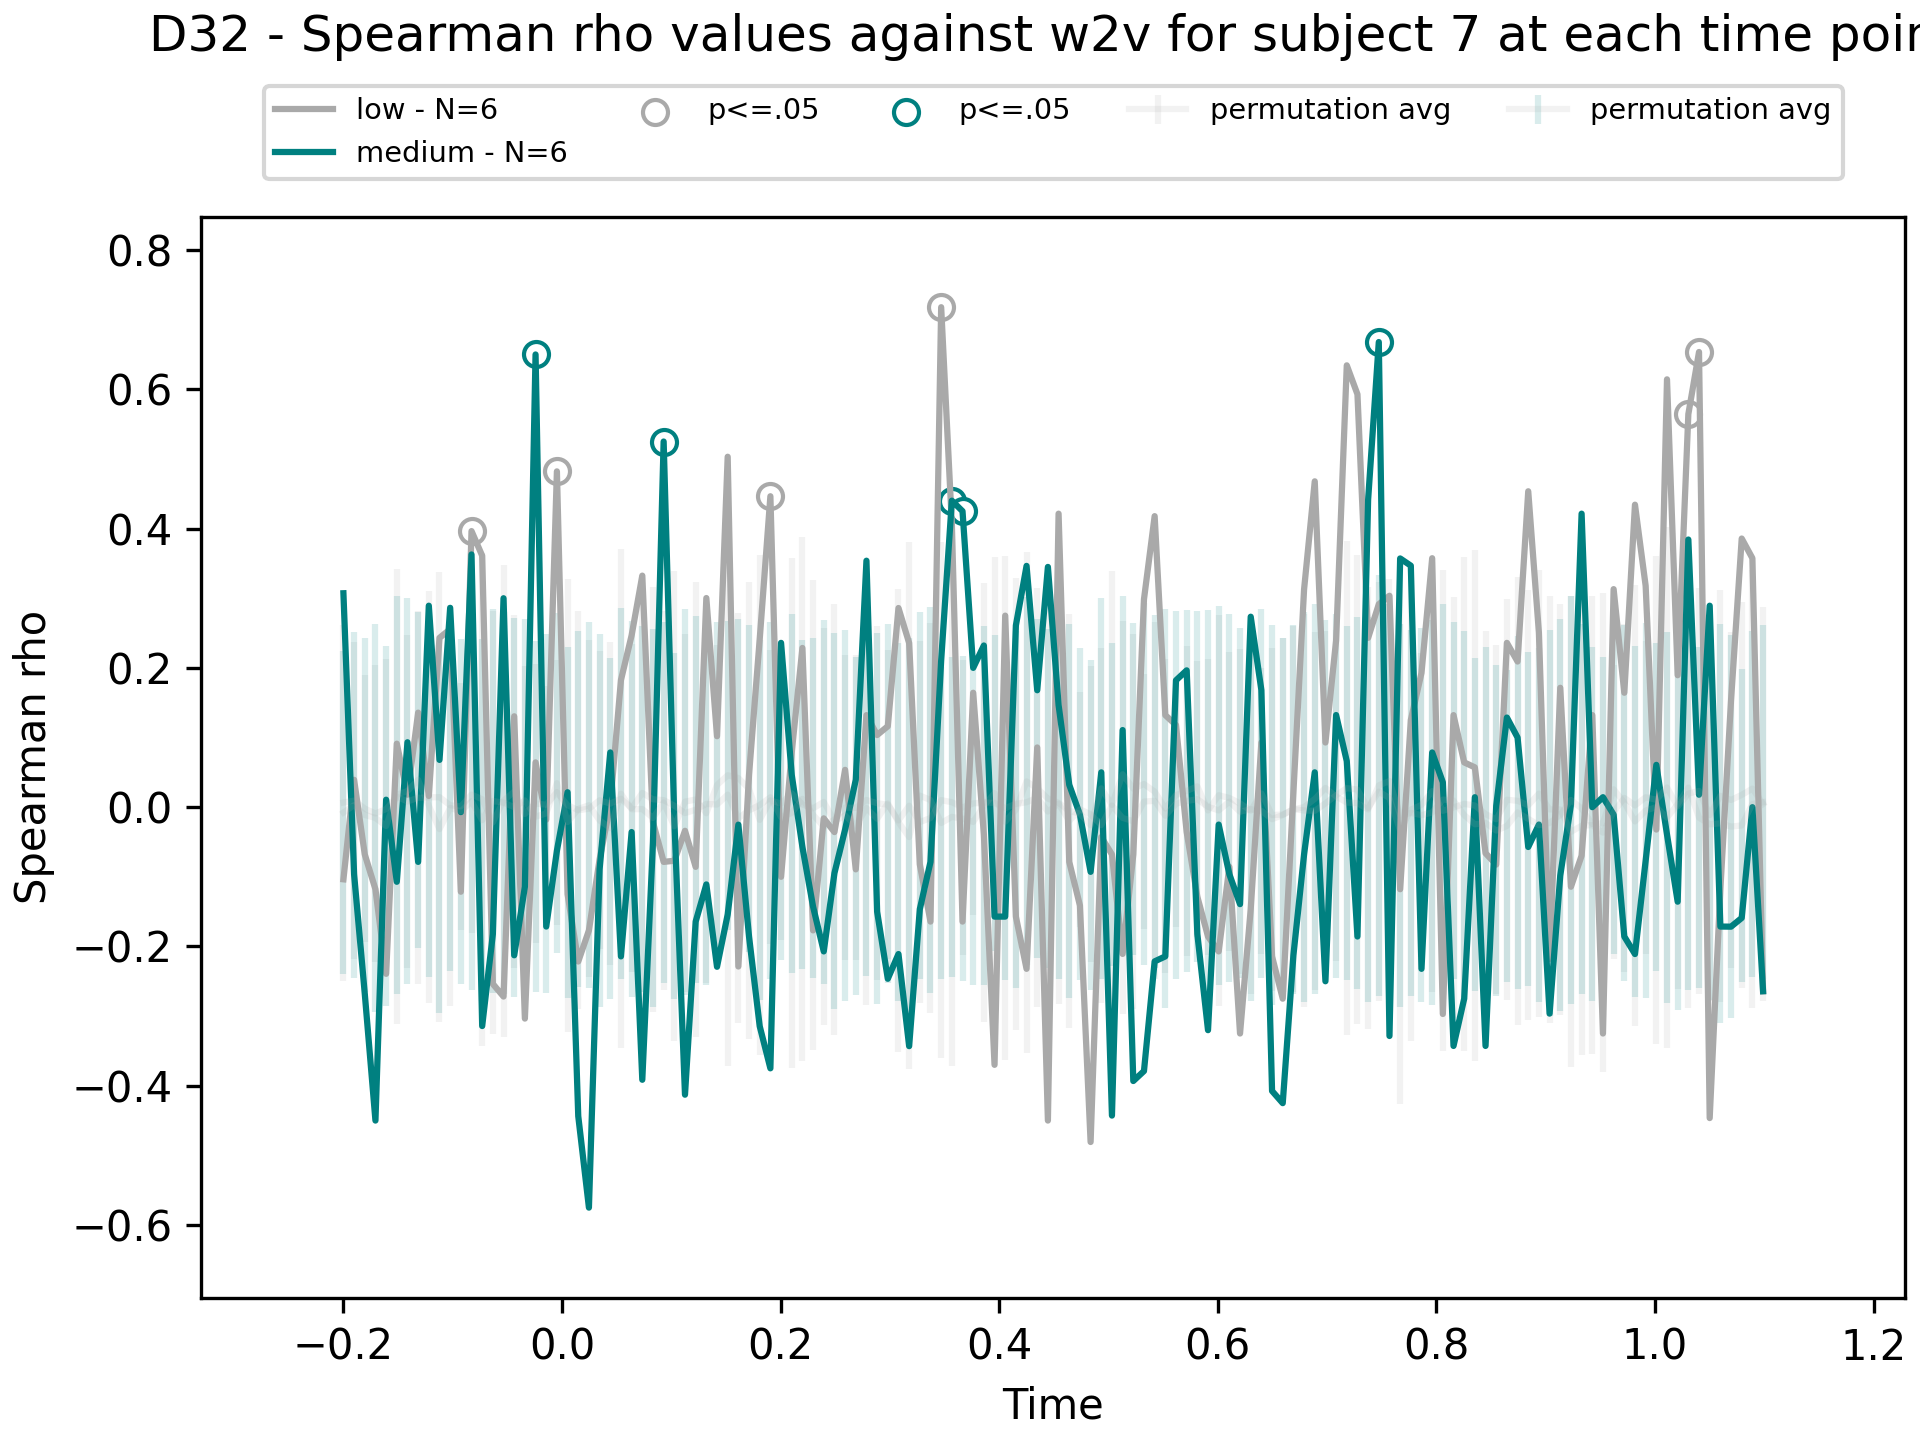 D32 - Spearman rho values against w2v for subject 7 at each time poin
low - N=6
medium - N=6
p<=.05
p<=.05
permutation avg
permutation avg
0.8
0.6
0.4
0.2
0.0
−0.2
−0.4
−0.6
Spearman rho
−0.2 0.0 0.2 0.4 0.6 0.8 1.0 1.2
Time